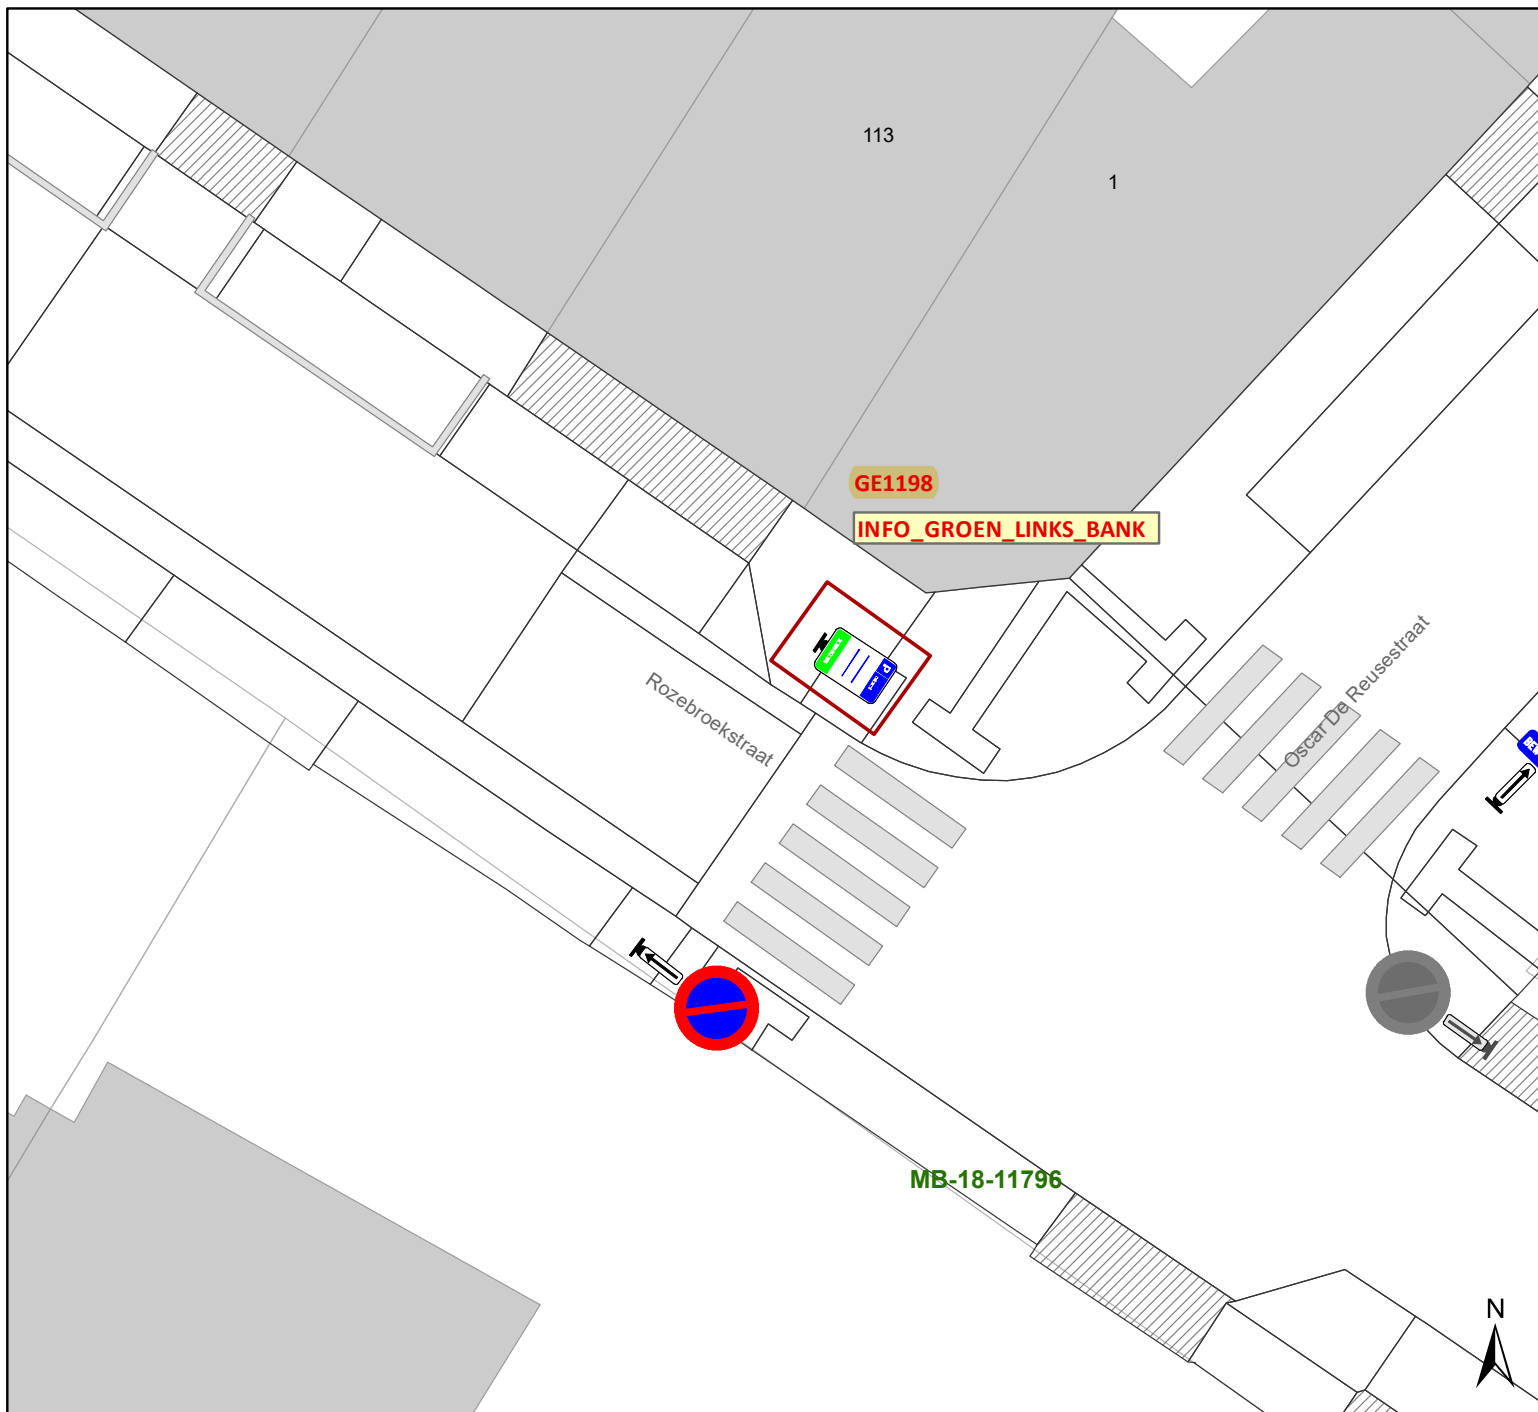 113
1
GE1198
INFO_GROEN_LINKS_BANK
Rozebroekstraat
Oscar De Reusestraat
P
MB-18-11796
N